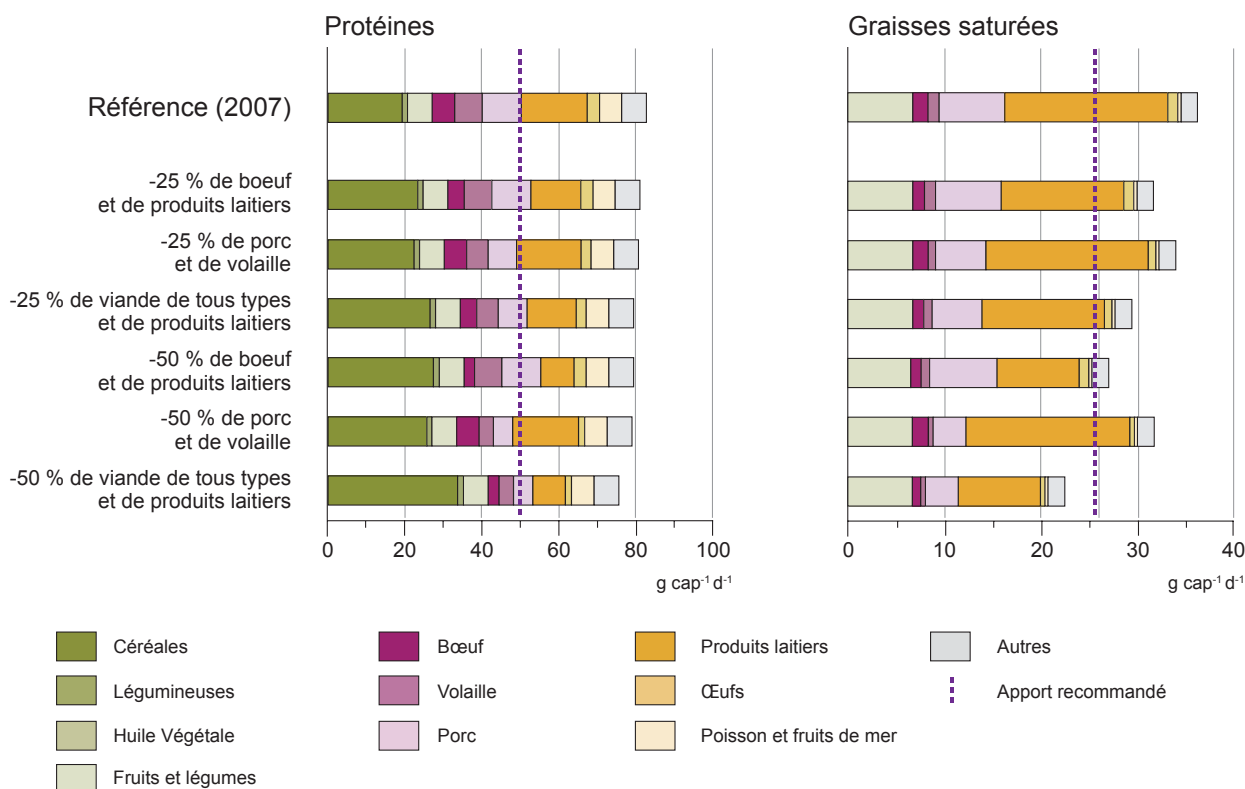 Protéines
Graisses saturées
Référence (2007)
-25 % de boeuf
et de produits laitiers
-25 % de porc
et de volaille
-25 % de viande de tous types
et de produits laitiers
-50 % de boeuf
et de produits laitiers
-50 % de porc
et de volaille
-50 % de viande de tous types
et de produits laitiers
0 20 40 60 80 100
0 10 20 30 40
g cap⁻¹ d⁻¹
g cap⁻¹ d⁻¹
Céréales
Bœuf
Produits laitiers
Autres
Légumineuses
Volaille
Œufs
Apport recommandé
Huile Végétale
Porc
Poisson et fruits de mer
Fruits et légumes